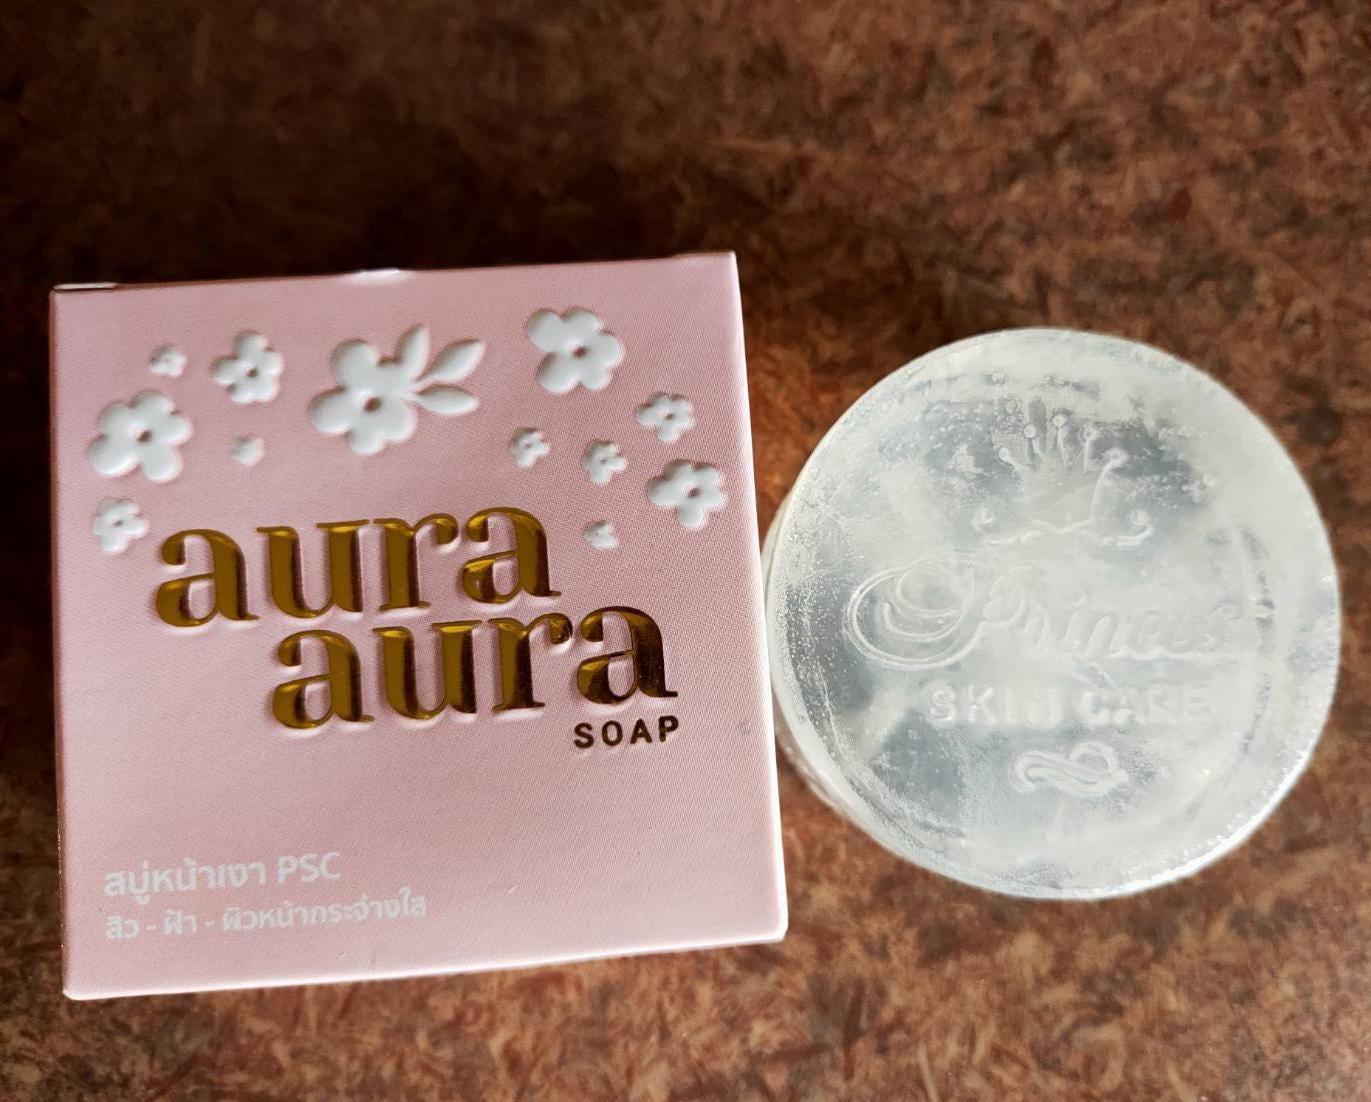 aura
aura
SOAP
สบู่หน้าเงา PSC
สิว - ฝ้า - ผิวหน้ากระจ่างใส
Princess
SKIN CARE